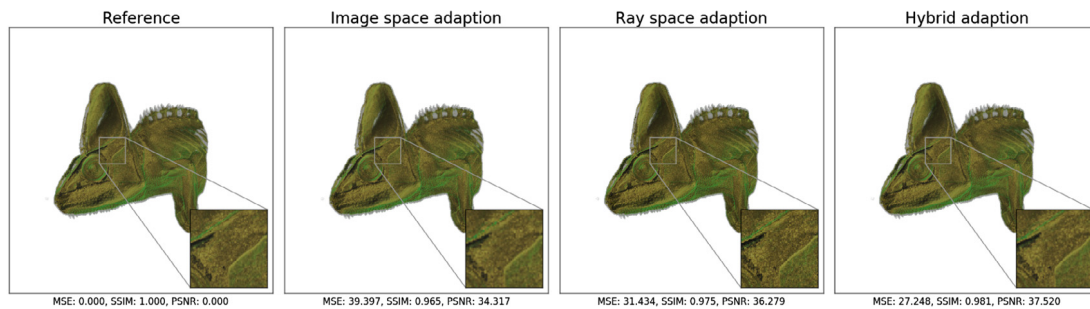 Reference
Image space adaption
Ray space adaption
Hybrid adaption
MSE: 0.000, SSIM: 1.000, PSNR: 0.000
MSE: 39.397, SSIM: 0.965, PSNR: 34.317
MSE: 31.434, SSIM: 0.975, PSNR: 36.279
MSE: 27.248, SSIM: 0.981, PSNR: 37.520